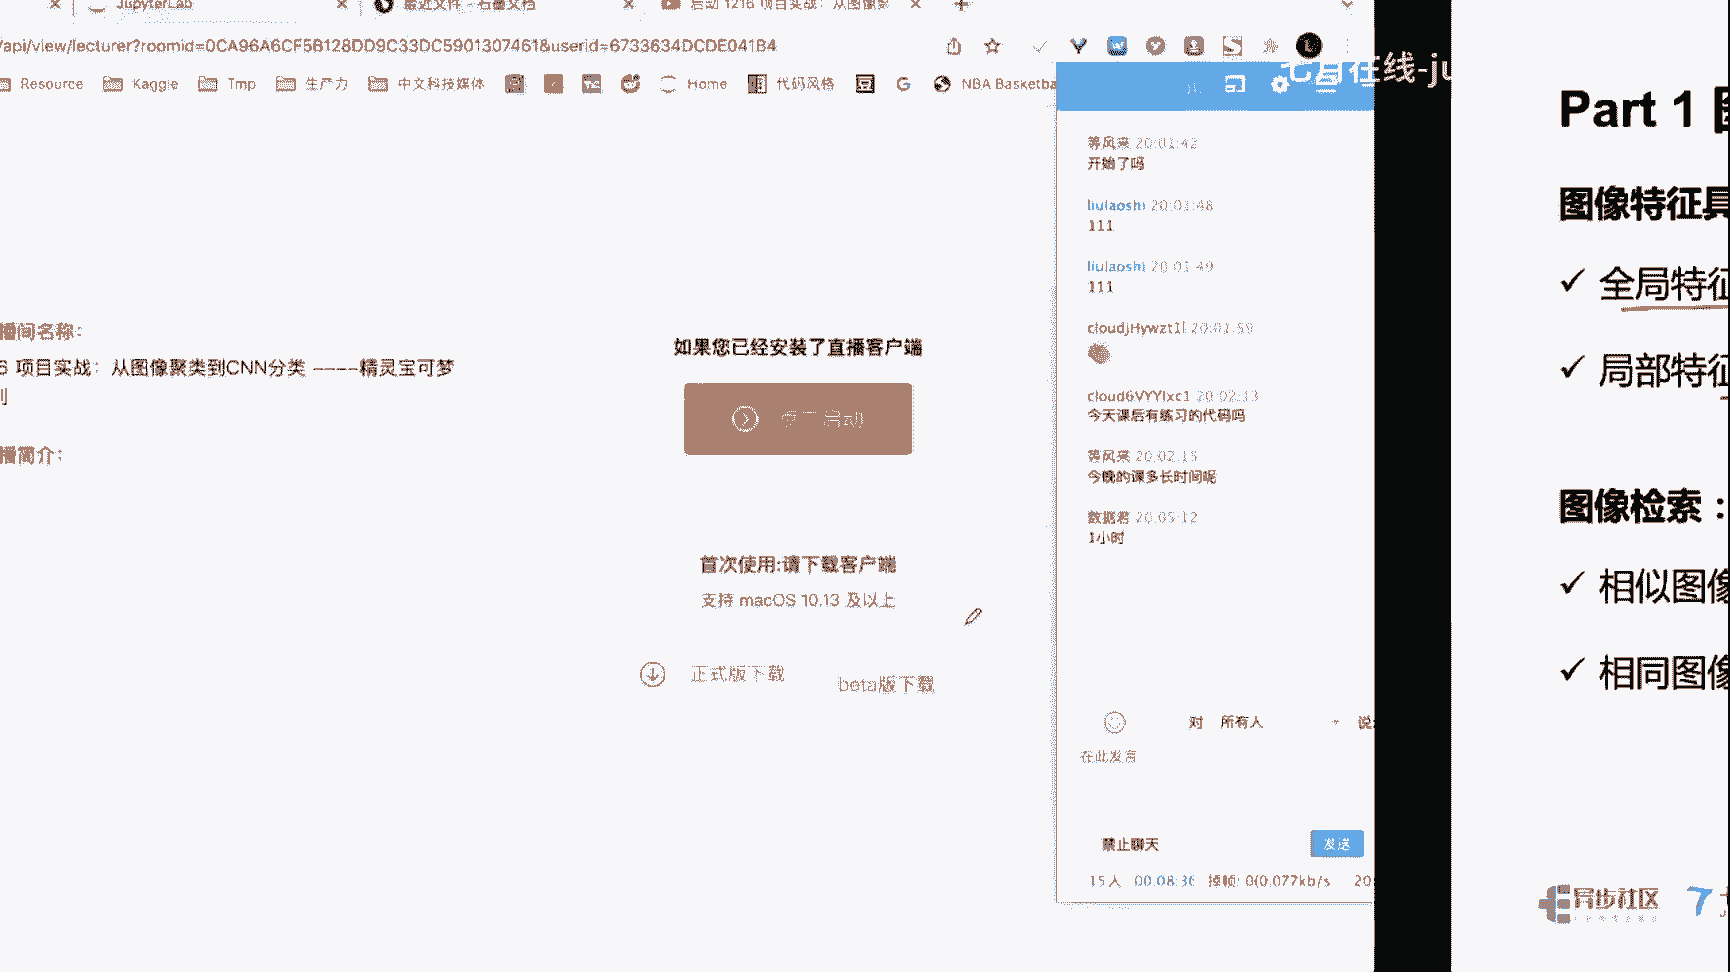 JupyterLab
最近文件 - 石墨文档
启动 1216 项目实战：从图像聚
/api/view/lecturer?roomid=0CA96A6CF5B128DD9C33DC5901307461&userid=6733634DCDE041B4
Resource
Kaggle
Tmp
生产力
中文科技媒体
Home
代码风格
NBA Basketba
七月在线-ju
等风来 20:01:42
开始了吗
liulaoshi 20:01:48
111
liulaoshi 20:01:49
111
cloudjHywzt1l 20:01:59
cloud6VYYlxc1 20:02:13
今天课后有练习的代码吗
等风来 20:02:15
今晚的课多长时间呢
数据君 20:05:12
1小时
对 所有人
说
在此发言
禁止聊天
发送
15人 00:08:36 掉帧: 0(0.077kb/s 20:
播间名称：
6 项目实战：从图像聚类到CNN分类 ----精灵宝可梦
别
播简介：
如果您已经安装了直播客户端
启动
首次使用:请下载客户端
支持 macOS 10.13 及以上
正式版下载
beta版下载
Part 1
图像特征具
全局特征
局部特征
图像检索：
相似图像
相同图像
异步社区